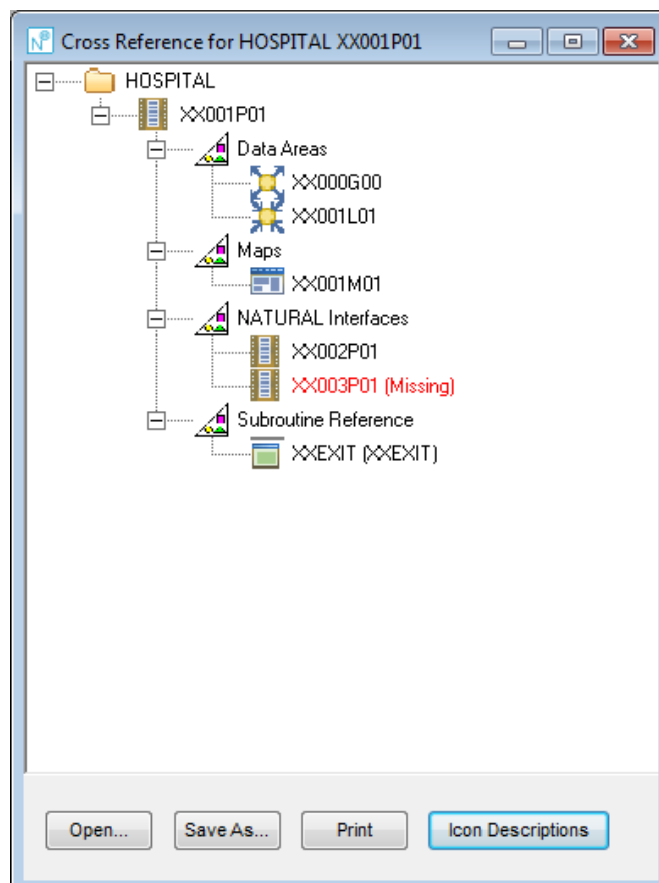 Cross Reference for HOSPITAL XX001P01
HOSPITAL
XX001P01
Data Areas
XX000G00
XX001L01
Maps
XX001M01
NATURAL Interfaces
XX002P01
XX003P01 (Missing)
Subroutine Reference
XXEXIT (XXEXIT)
Open... Save As... Print Icon Descriptions